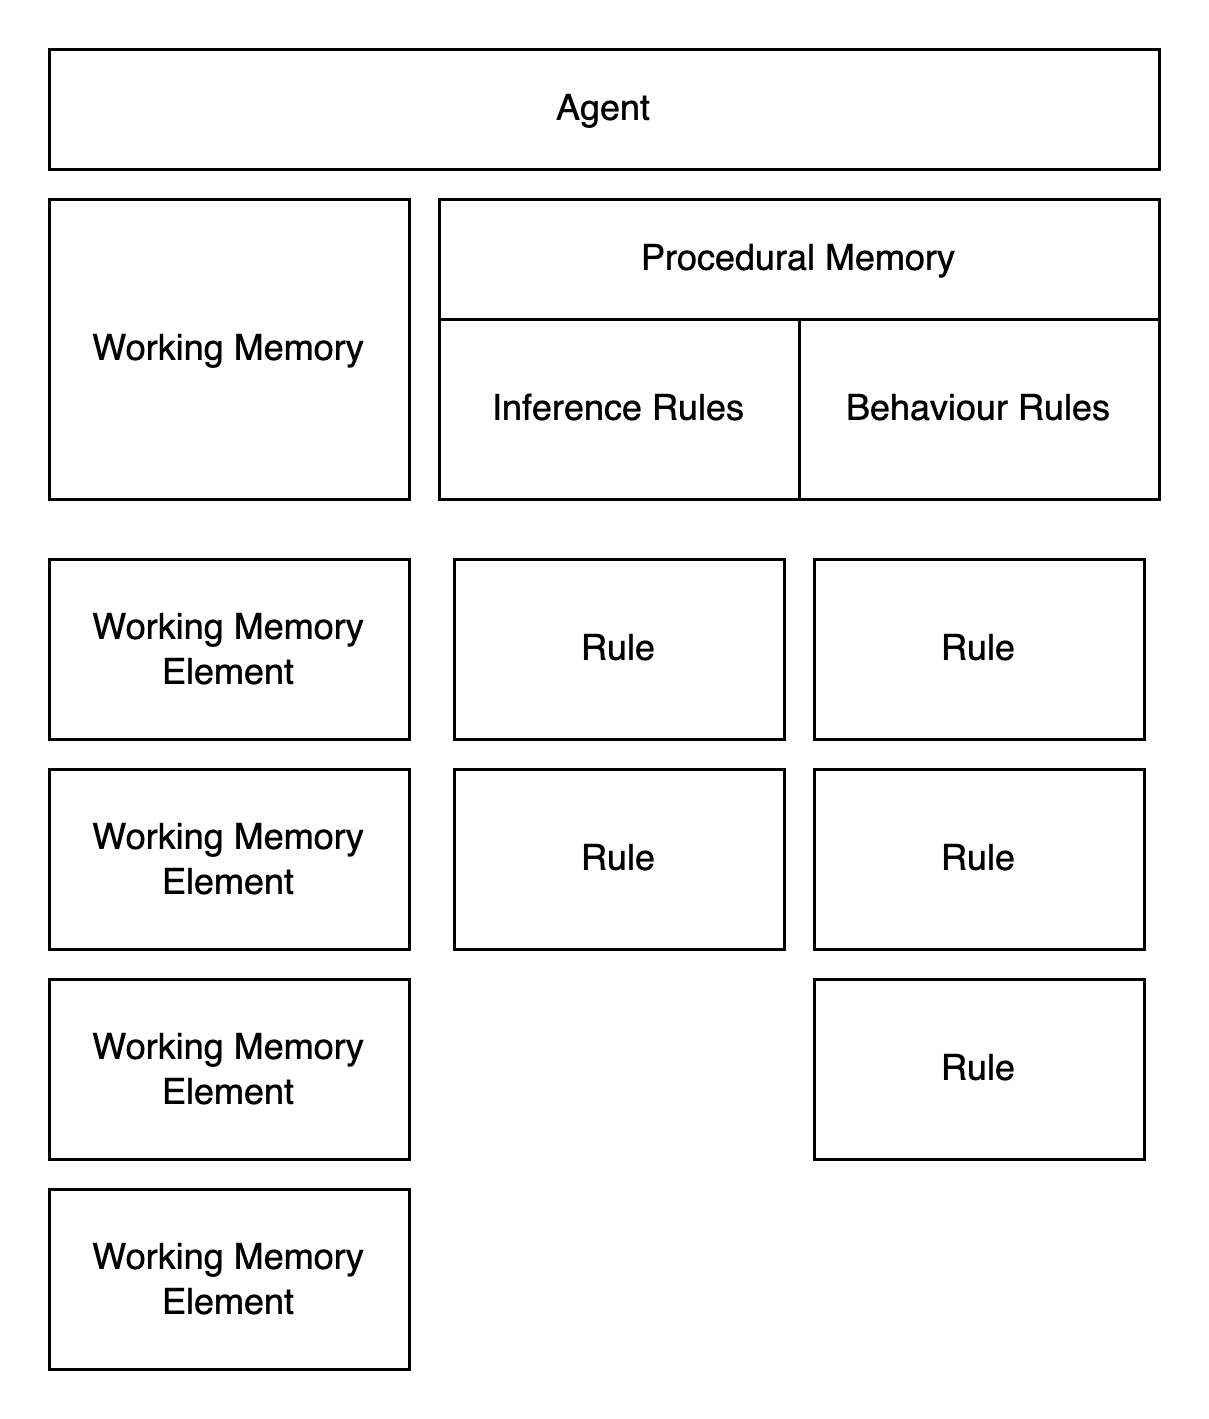 Agent
Working Memory
Procedural Memory
Inference Rules
Behaviour Rules
Working Memory
Element
Rule
Rule
Working Memory
Element
Rule
Rule
Working Memory
Element
Rule
Working Memory
Element